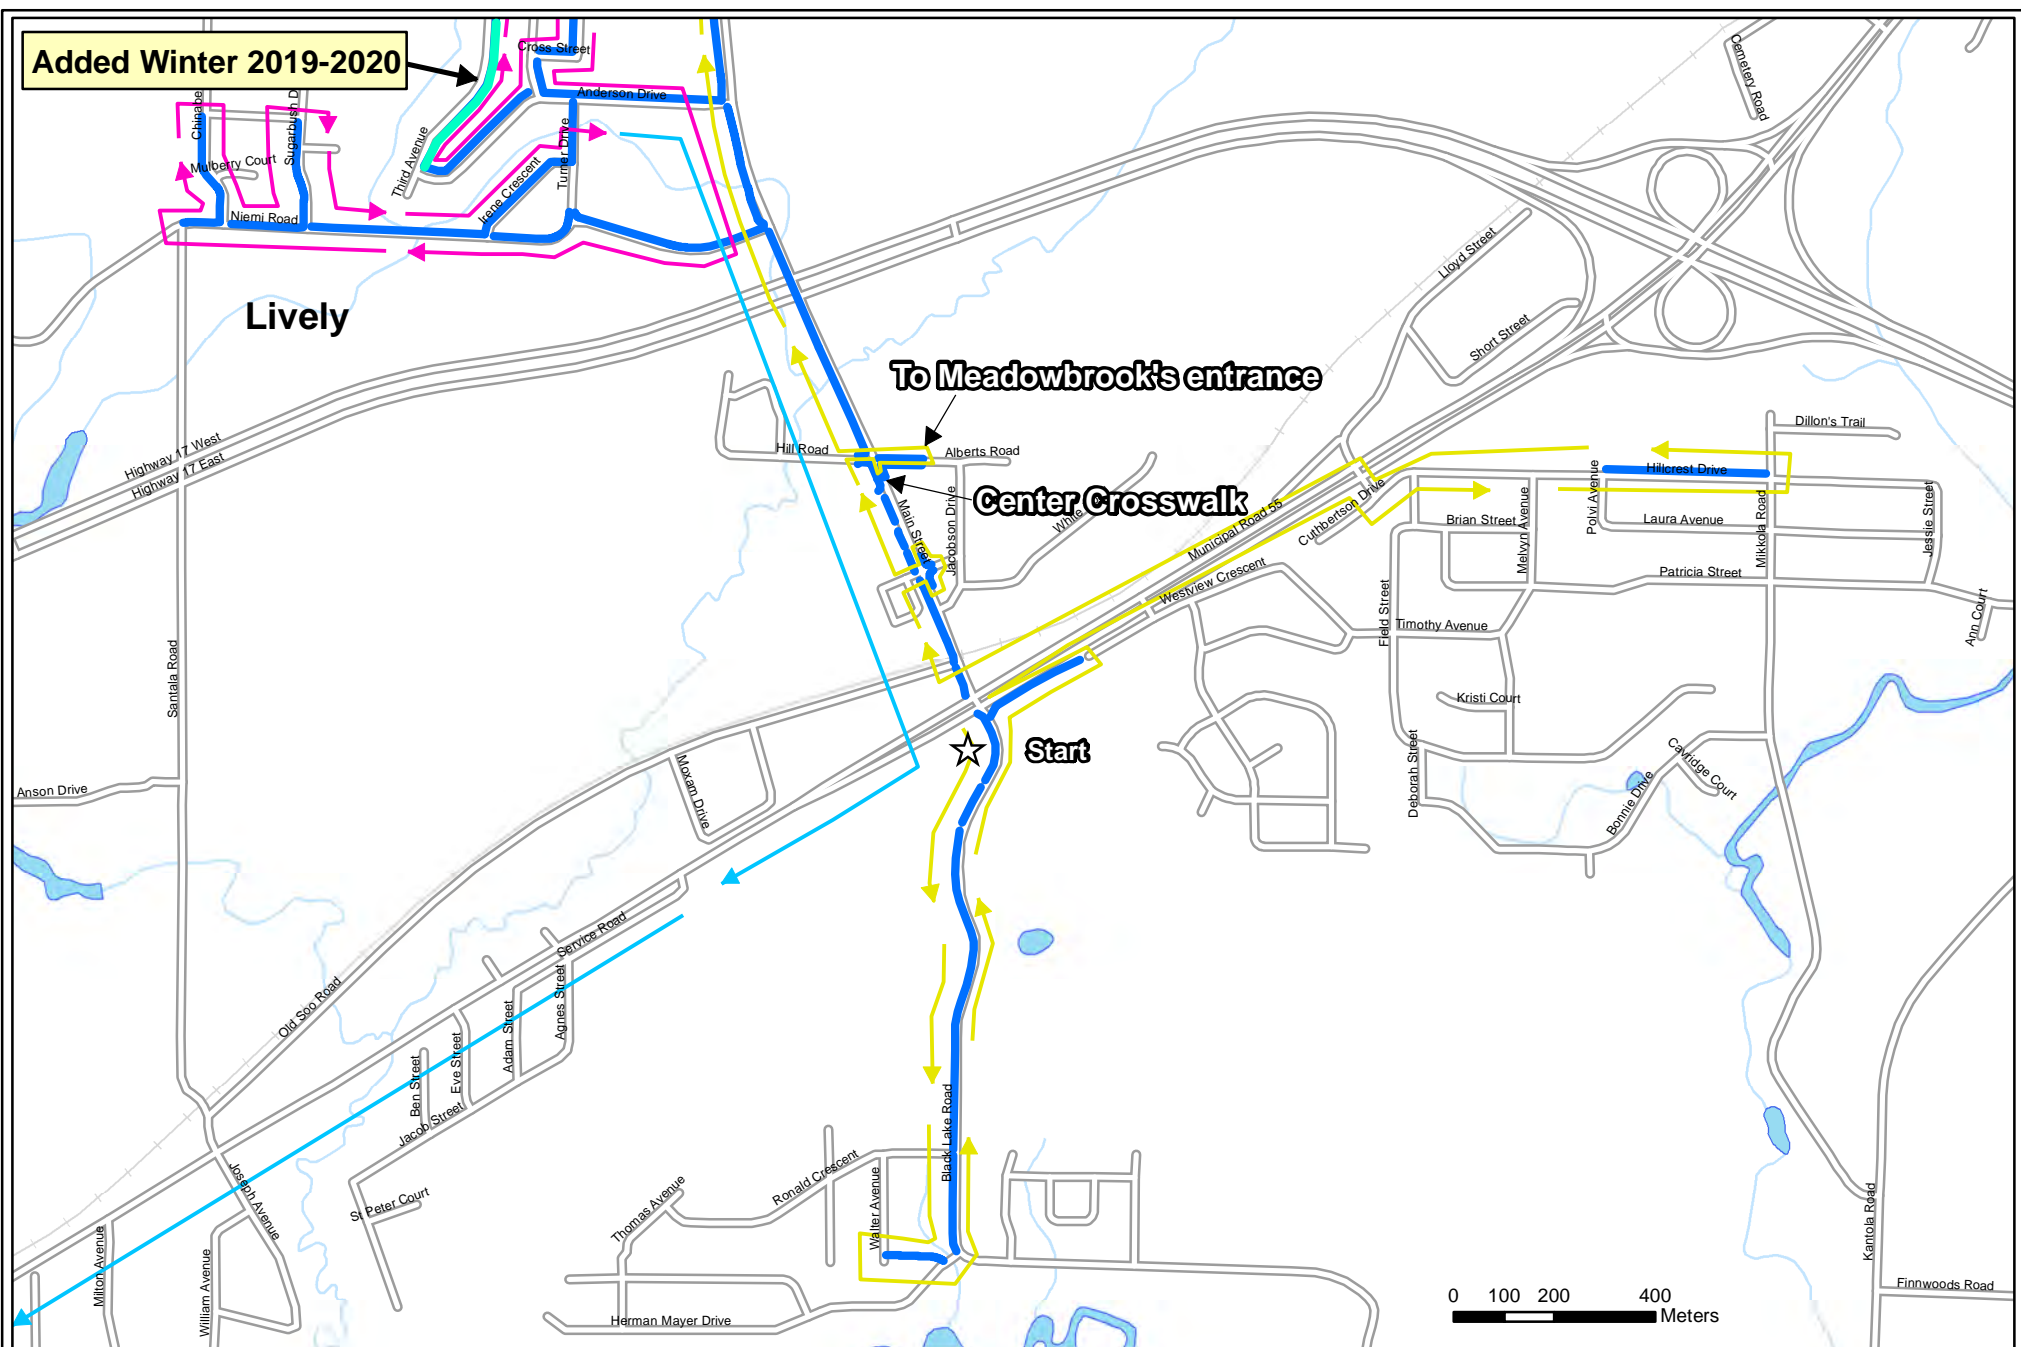 Added Winter 2019-2020
Cross Street
Anderson Drive
Chinabe
Sugarbush D
Mulberry Court
Third Avenue
Turner Drive
Irene Crescent
Niemi Road
Lively
Cemetery Road
Lloyd Street
Short Street
To Meadowbrook's entrance
Hill Road
Alberts Road
Center Crosswalk
Main Street
Jacobson Drive
White
Highway 17 West
Highway 17 East
Municipal Road 55
Cuthbertson Drive
Westview Crescent
Dillon's Trail
Hillcrest Drive
Polvi Avenue
Brian Street
Laura Avenue
Melvyn Avenue
Mikkola Road
Jessie Street
Patricia Street
Ann Court
Field Street
Timothy Avenue
Kristi Court
Santala Road
Start
Moxam Drive
Anson Drive
Deborah Street
Bonnie Drive
Cavridge Court
Service Road
Old Soo Road
Agnes Street
Adam Street
Eve Street
Ben Street
Jacob Street
Black Lake Road
Joseph Avenue
St Peter Court
Ronald Crescent
Thomas Avenue
Walter Avenue
Milton Avenue
William Avenue
Herman Mayer Drive
Kantola Road
Finnwoods Road
0 100 200 400
Meters